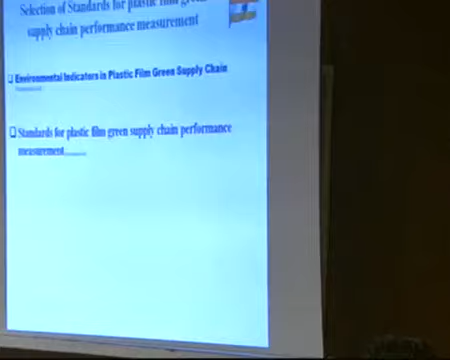 Selection of Standards for plastic film green
supply chain performance measurement
Environmental Indicators in Plastic Film Green Supply Chain
Standards for plastic film green supply chain performance
measurement